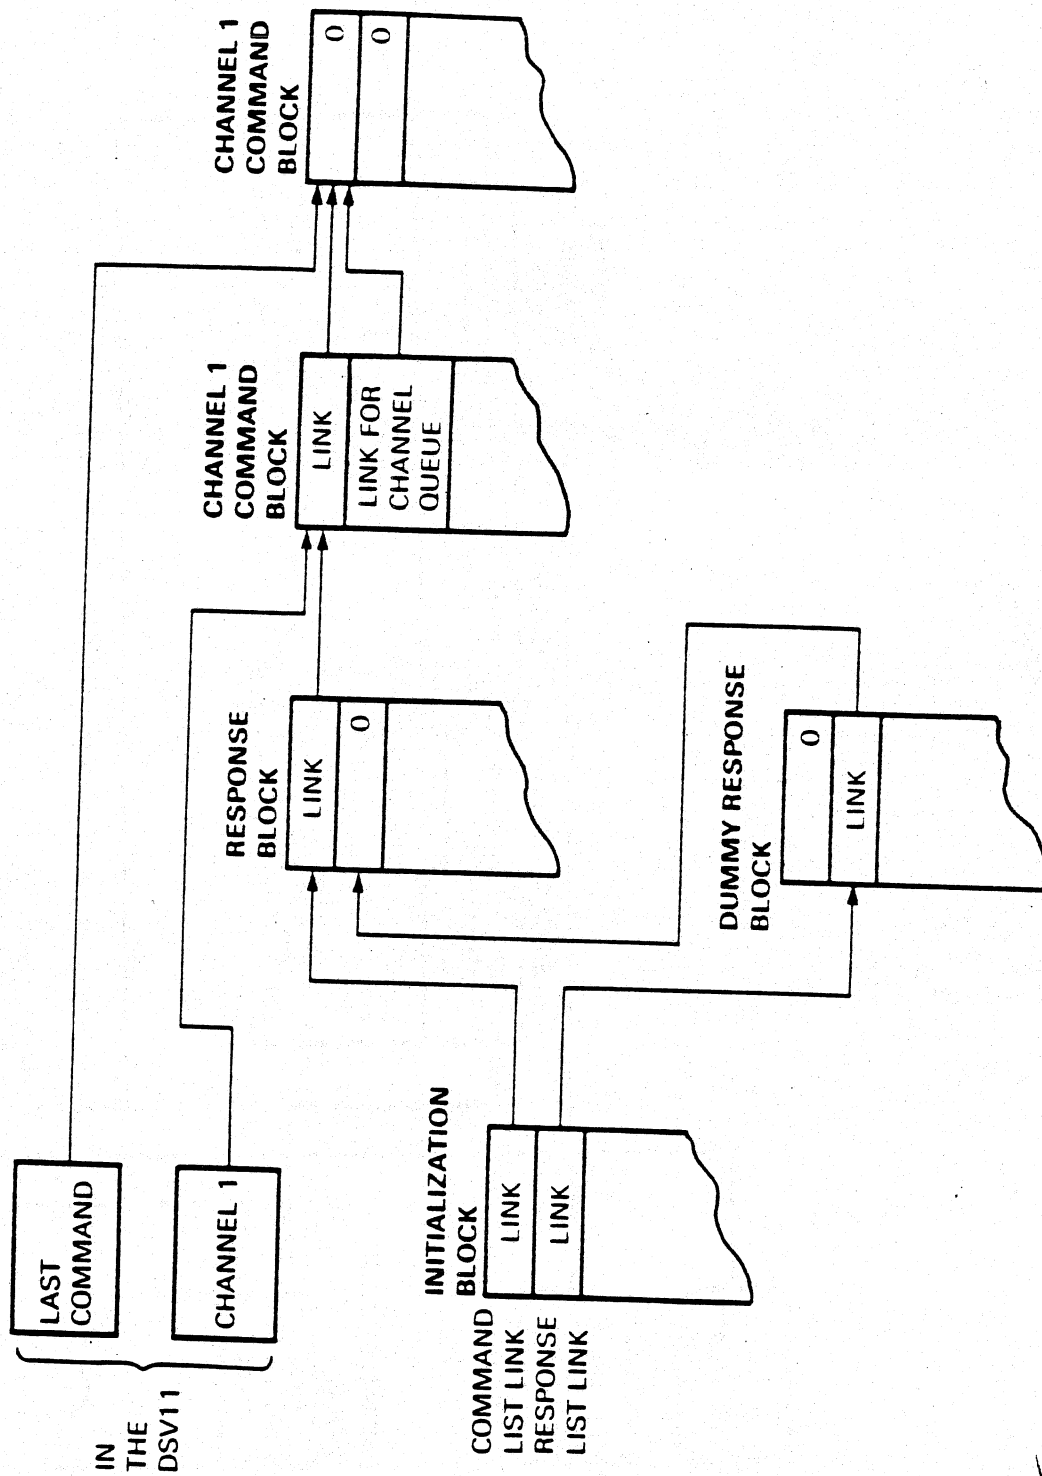 IN
THE
DSV11
LAST
COMMAND
CHANNEL 1
COMMAND
LIST LINK
RESPONSE
LIST LINK
INITIALIZATION
BLOCK
LINK
LINK
RESPONSE
BLOCK
LINK
0
DUMMY RESPONSE
BLOCK
0
LINK
CHANNEL 1
COMMAND
BLOCK
LINK
LINK FOR
CHANNEL
QUEUE
CHANNEL 1
COMMAND
BLOCK
0
0